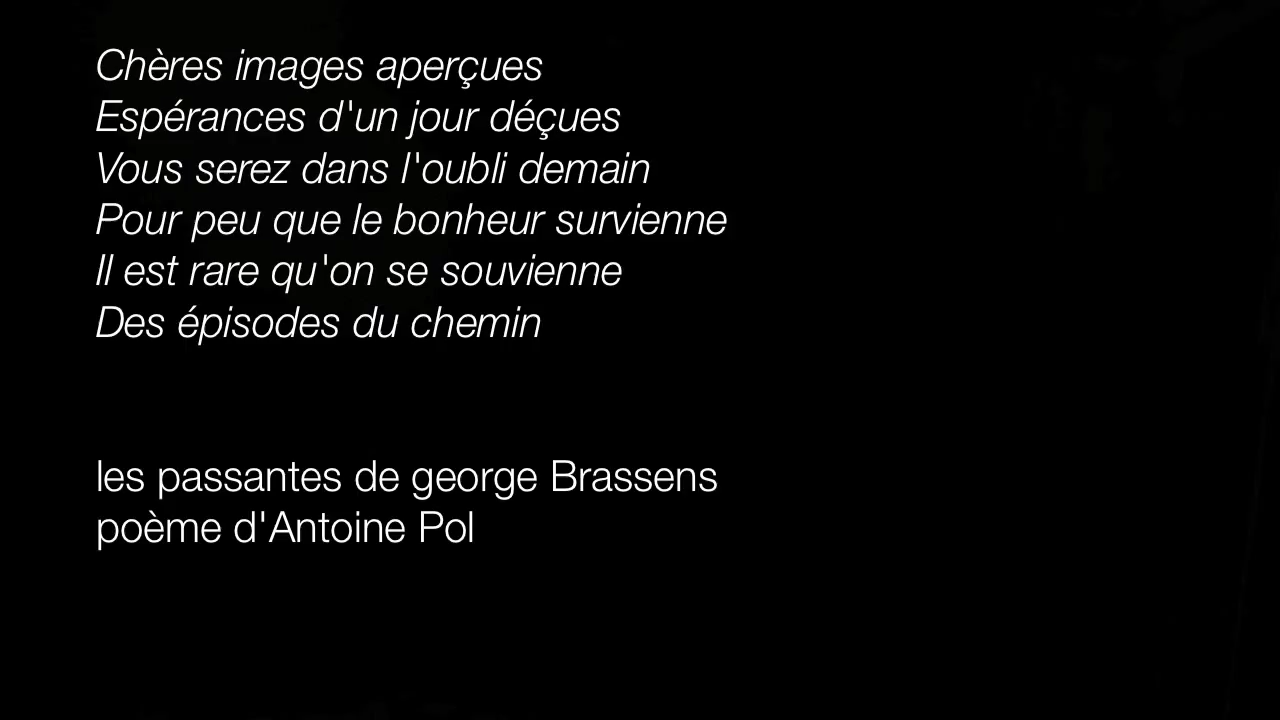 Chères images aperçues
Espérances d'un jour déçues
Vous serez dans l'oubli demain
Pour peu que le bonheur survienne
Il est rare qu'on se souvienne
Des épisodes du chemin
les passantes de george Brassens
poème d'Antoine Pol